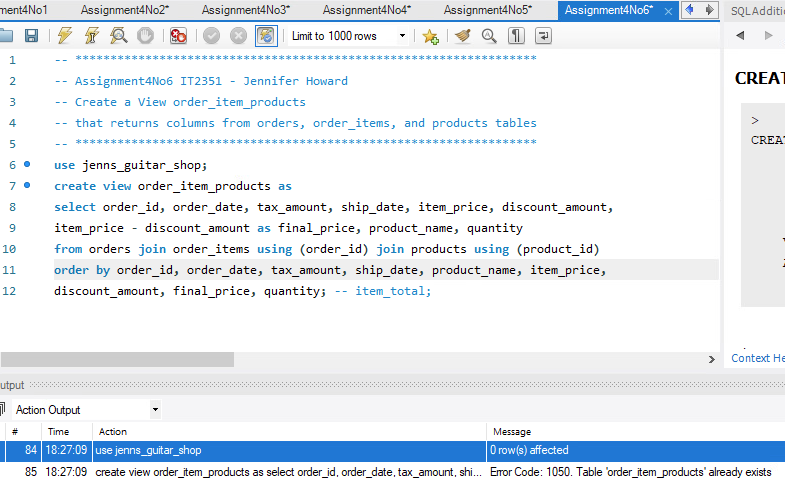 ment4No1 Assignment4No2* Assignment4No3* Assignment4No4* Assignment4No5* Assignment4No6* × SQLAdditio
Limit to 1000 rows
CREAT
1 -- ******************************************************************
2 -- Assignment4No6 IT2351 - Jennifer Howard
3 -- Create a View order_item_products
4 -- that returns columns from orders, order_items, and products tables
5 -- ******************************************************************
6 use jenns_guitar_shop;
7 create view order_item_products as
8 select order_id, order_date, tax_amount, ship_date, item_price, discount_amount,
9 item_price - discount_amount as final_price, product_name, quantity
10 from orders join order_items using (order_id) join products using (product_id)
11 order by order_id, order_date, tax_amount, ship_date, product_name, item_price,
12 discount_amount, final_price, quantity; -- item_total;
>
CREAT
Context He
utput
Action Output
# Time Action Message
84 18:27:09 use jenns_guitar_shop 0 row(s) affected
85 18:27:09 create view order_item_products as select order_id, order_date, tax_amount, shi... Error Code: 1050. Table 'order_item_products' already exists